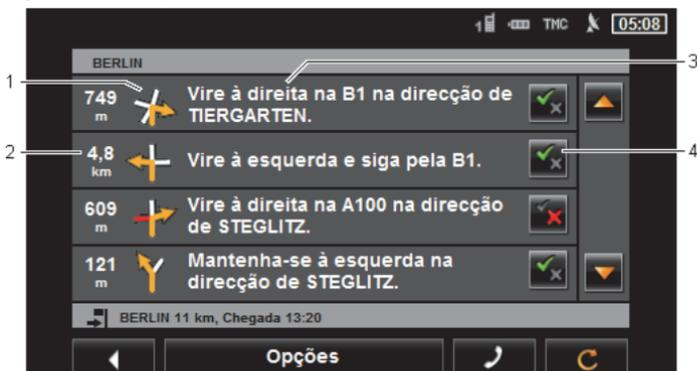 1 TMC 05:08
BERLIN
1
3
749 m
Vire à direita na B1 na direcção de
TIERGARTEN.
2
4,8 km
Vire à esquerda e siga pela B1.
4
609 m
Vire à direita na A100 na direcção
de STEGLITZ.
121 m
Mantenha-se à esquerda na
direcção de STEGLITZ.
BERLIN 11 km, Chegada 13:20
Opções